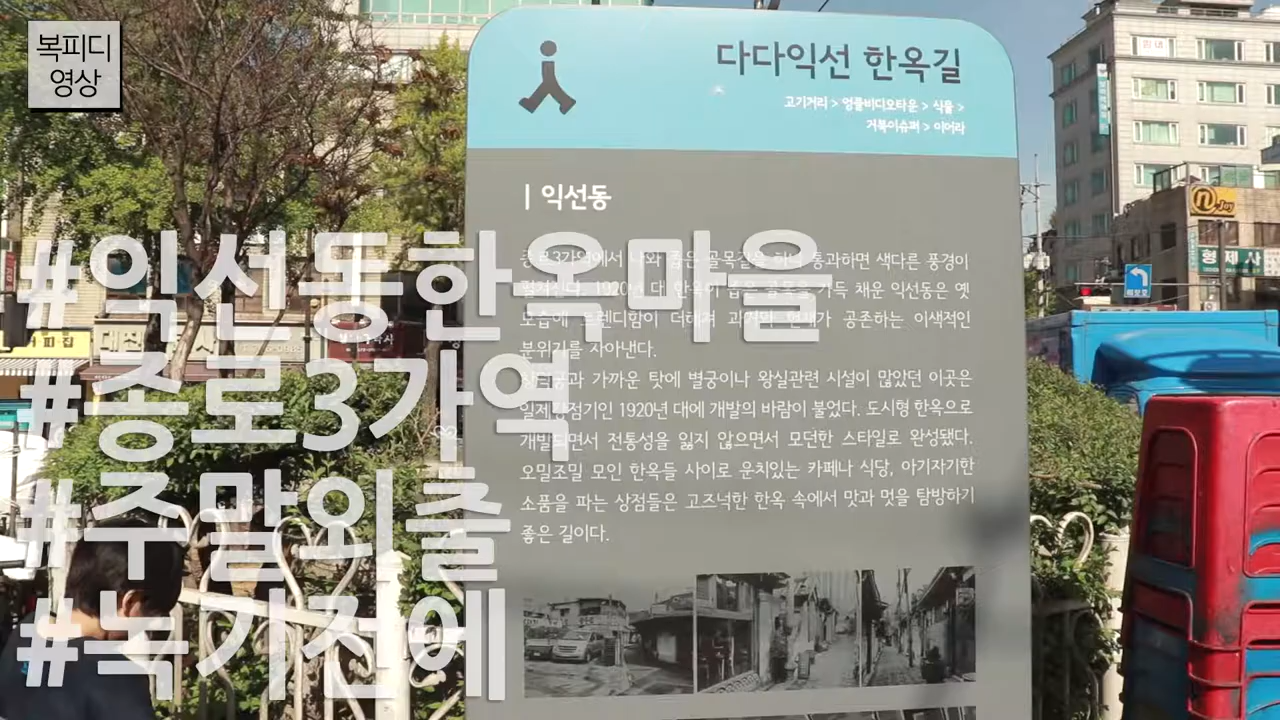 복피디
영상
다다익선 한옥길
고기거리 > 엉클비디오타운 > 식물 >
거북이슈퍼 > 이어라
익선동
#익선동한옥마을
#종로3가역
#주말외출
#녹기전에
종로3가역에서 나와 좁은 골목길을 하나 통과하면 색다른 풍경이
펼쳐진다. 1920년 대 한옥이 좁은 골목을 가득 채운 익선동은 옛
모습에 트렌디함이 더해져 과거와 현재가 공존하는 이색적인
분위기를 자아낸다.
가까운 탓에 별궁이나 왕실관련 시설이 많았던 이곳은
일제강점기인 1920년 대에 개발의 바람이 불었다. 도시형 한옥으로
개발되면서 전통성을 잃지 않으면서 모던한 스타일로 완성됐다.
오밀조밀 모인 한옥들 사이로 운치있는 카페나 식당, 아기자기한
소품을 파는 상점들은 고즈넉한 한옥 속에서 맛과 멋을 탐방하기
좋은 길이다.
n Joy
형제사
커피집